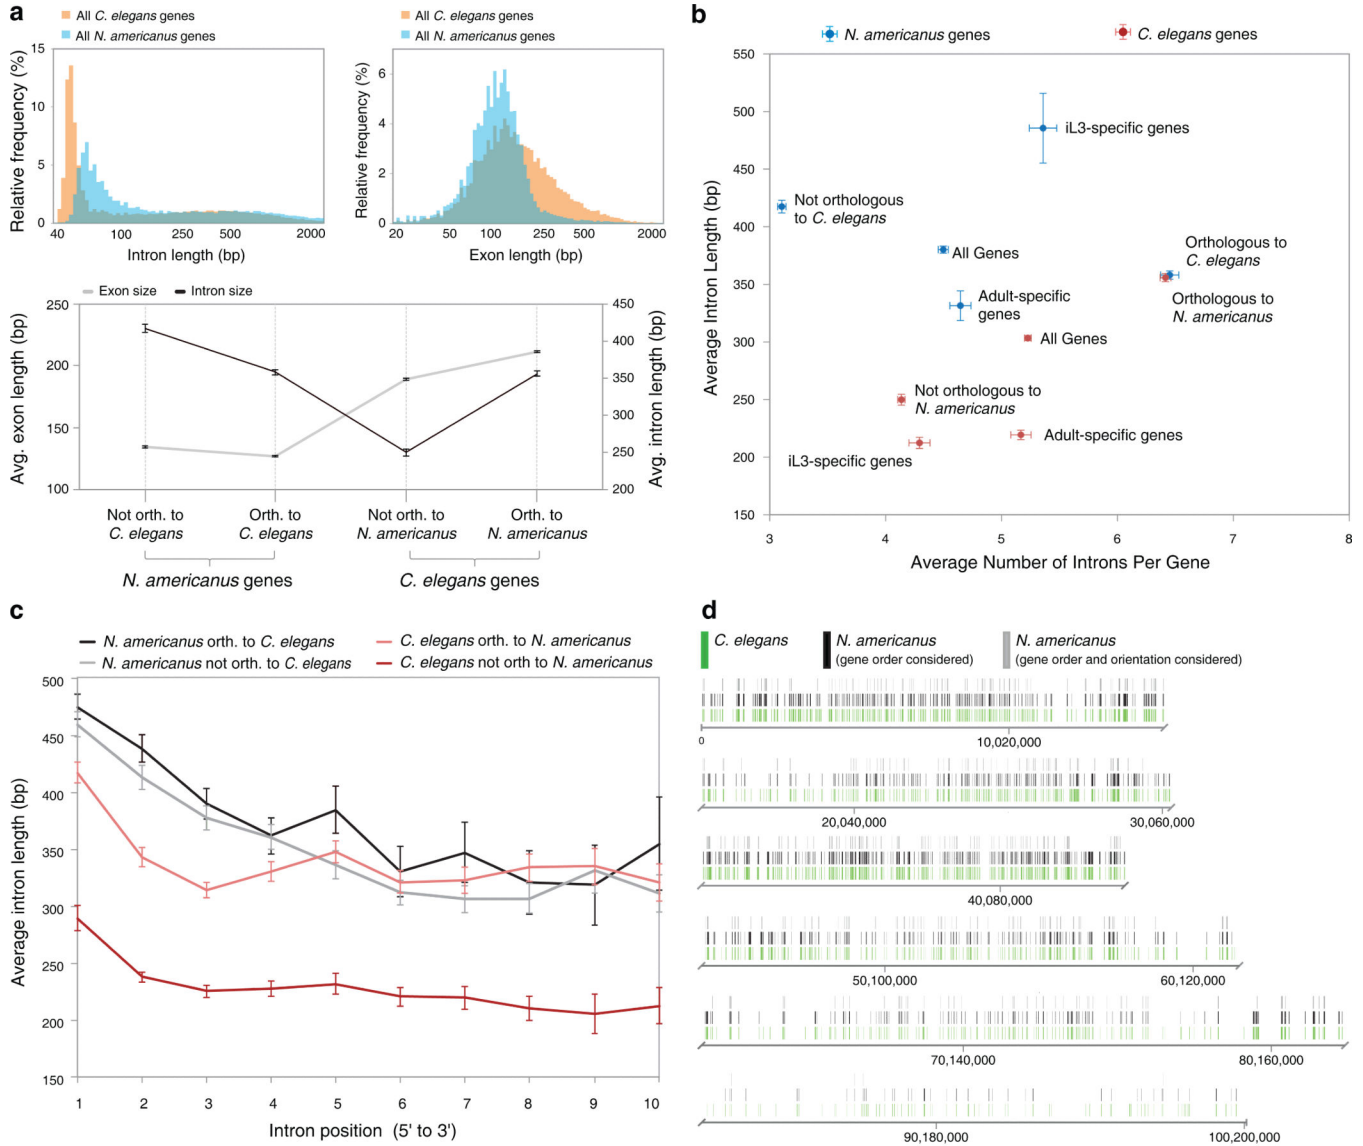 a
All C. elegans genes
All N. americanus genes
15
10
5
0
Relative frequency (%)
40 100 250 500 2000
Intron length (bp)
All C. elegans genes
All N. americanus genes
6
4
2
0
Relative frequency (%)
20 50 100 250 500 2000
Exon length (bp)
Exon size Intron size
250
200
150
100
Avg. exon length (bp)
450
400
350
300
250
200
Avg. intron length (bp)
Not orth. to Orth. to Not orth. to Orth. to
C. elegans C. elegans N. americanus N. americanus
N. americanus genes C. elegans genes
b
N. americanus genes C. elegans genes
550
500
450
400
350
300
250
200
150
Average Intron Length (bp)
iL3-specific genes
Not orthologous
to C. elegans
All Genes
Orthologous to
C. elegans
Adult-specific
genes
Orthologous to
N. americanus
All Genes
Not orthologous to
N. americanus
Adult-specific genes
iL3-specific genes
3 4 5 6 7 8
Average Number of Introns Per Gene
c
N. americanus orth. to C. elegans
N. americanus not orth. to C. elegans
C. elegans orth. to N. americanus
C. elegans not orth to N. americanus
500
450
400
350
300
250
200
150
Average intron length (bp)
1 2 3 4 5 6 7 8 9 10
Intron position (5' to 3')
d
C. elegans
N. americanus
(gene order considered)
N. americanus
(gene order and orientation considered)
0 10,020,000
20,040,000 30,060,000
40,080,000
50,100,000 60,120,000
70,140,000 80,160,000
90,180,000 100,200,000